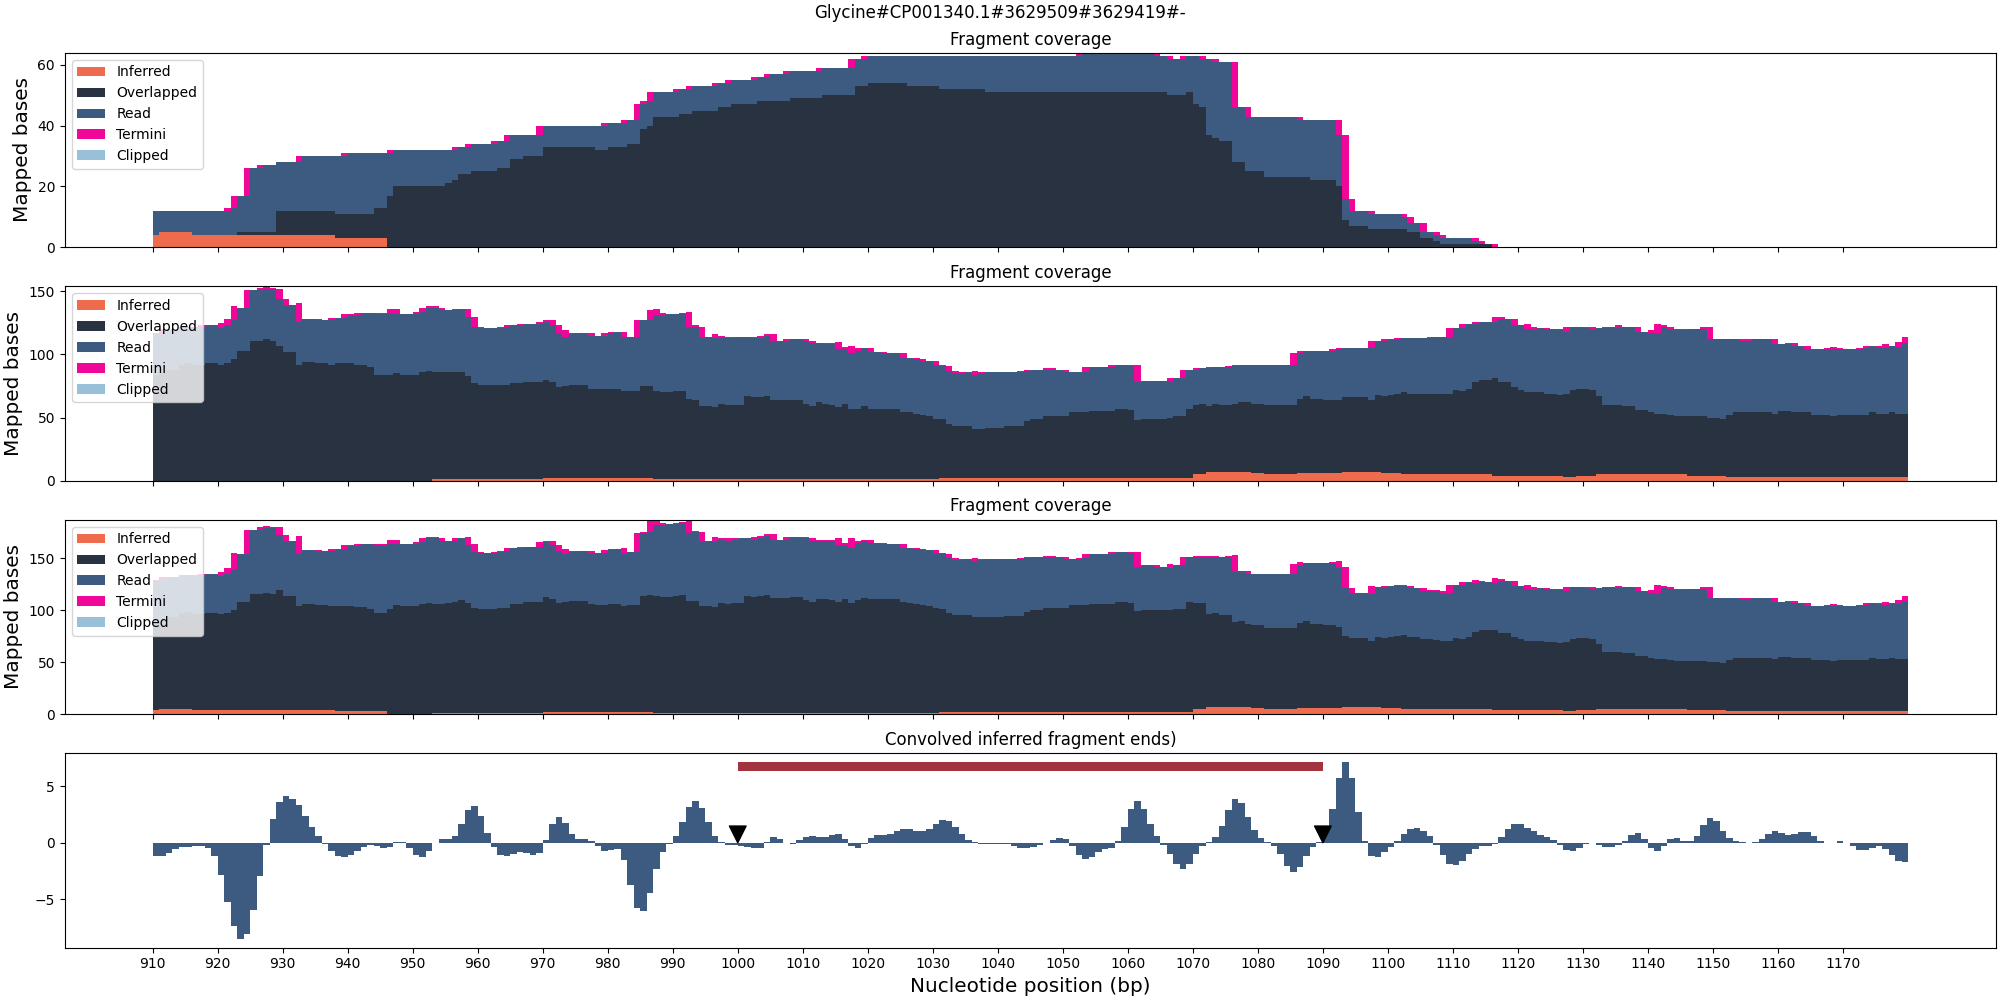 Glycine#CP001340.1#3629509#3629419#-
Fragment coverage
Mapped bases
60
40
20
0
Inferred
Overlapped
Read
Termini
Clipped
Fragment coverage
Mapped bases
150
100
50
0
Inferred
Overlapped
Read
Termini
Clipped
Fragment coverage
Mapped bases
150
100
50
0
Inferred
Overlapped
Read
Termini
Clipped
Convolved inferred fragment ends)
5
0
−5
910 920 930 940 950 960 970 980 990 1000 1010 1020 1030 1040 1050 1060 1070 1080 1090 1100 1110 1120 1130 1140 1150 1160 1170
Nucleotide position (bp)